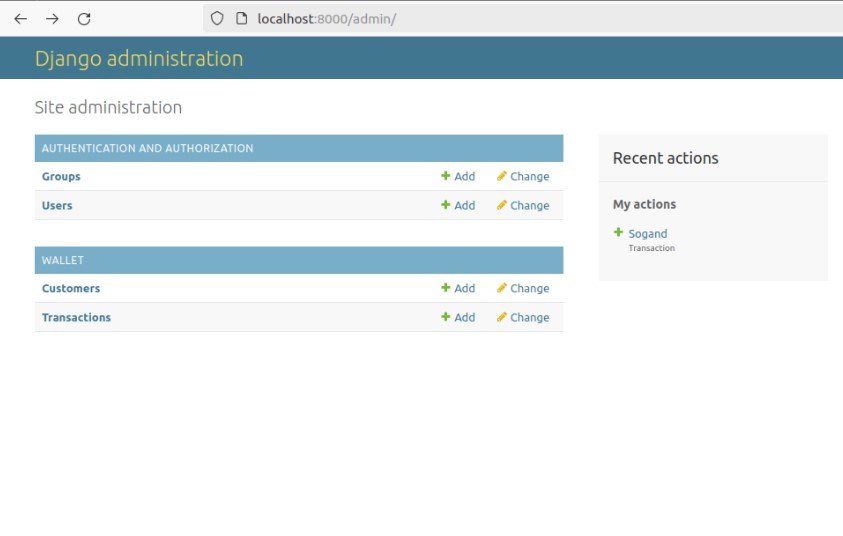 localhost:8000/admin/
Django administration
Site administration
AUTHENTICATION AND AUTHORIZATION
Groups Add Change
Users Add Change
WALLET
Customers Add Change
Transactions Add Change
Recent actions
My actions
Sogand
Transaction